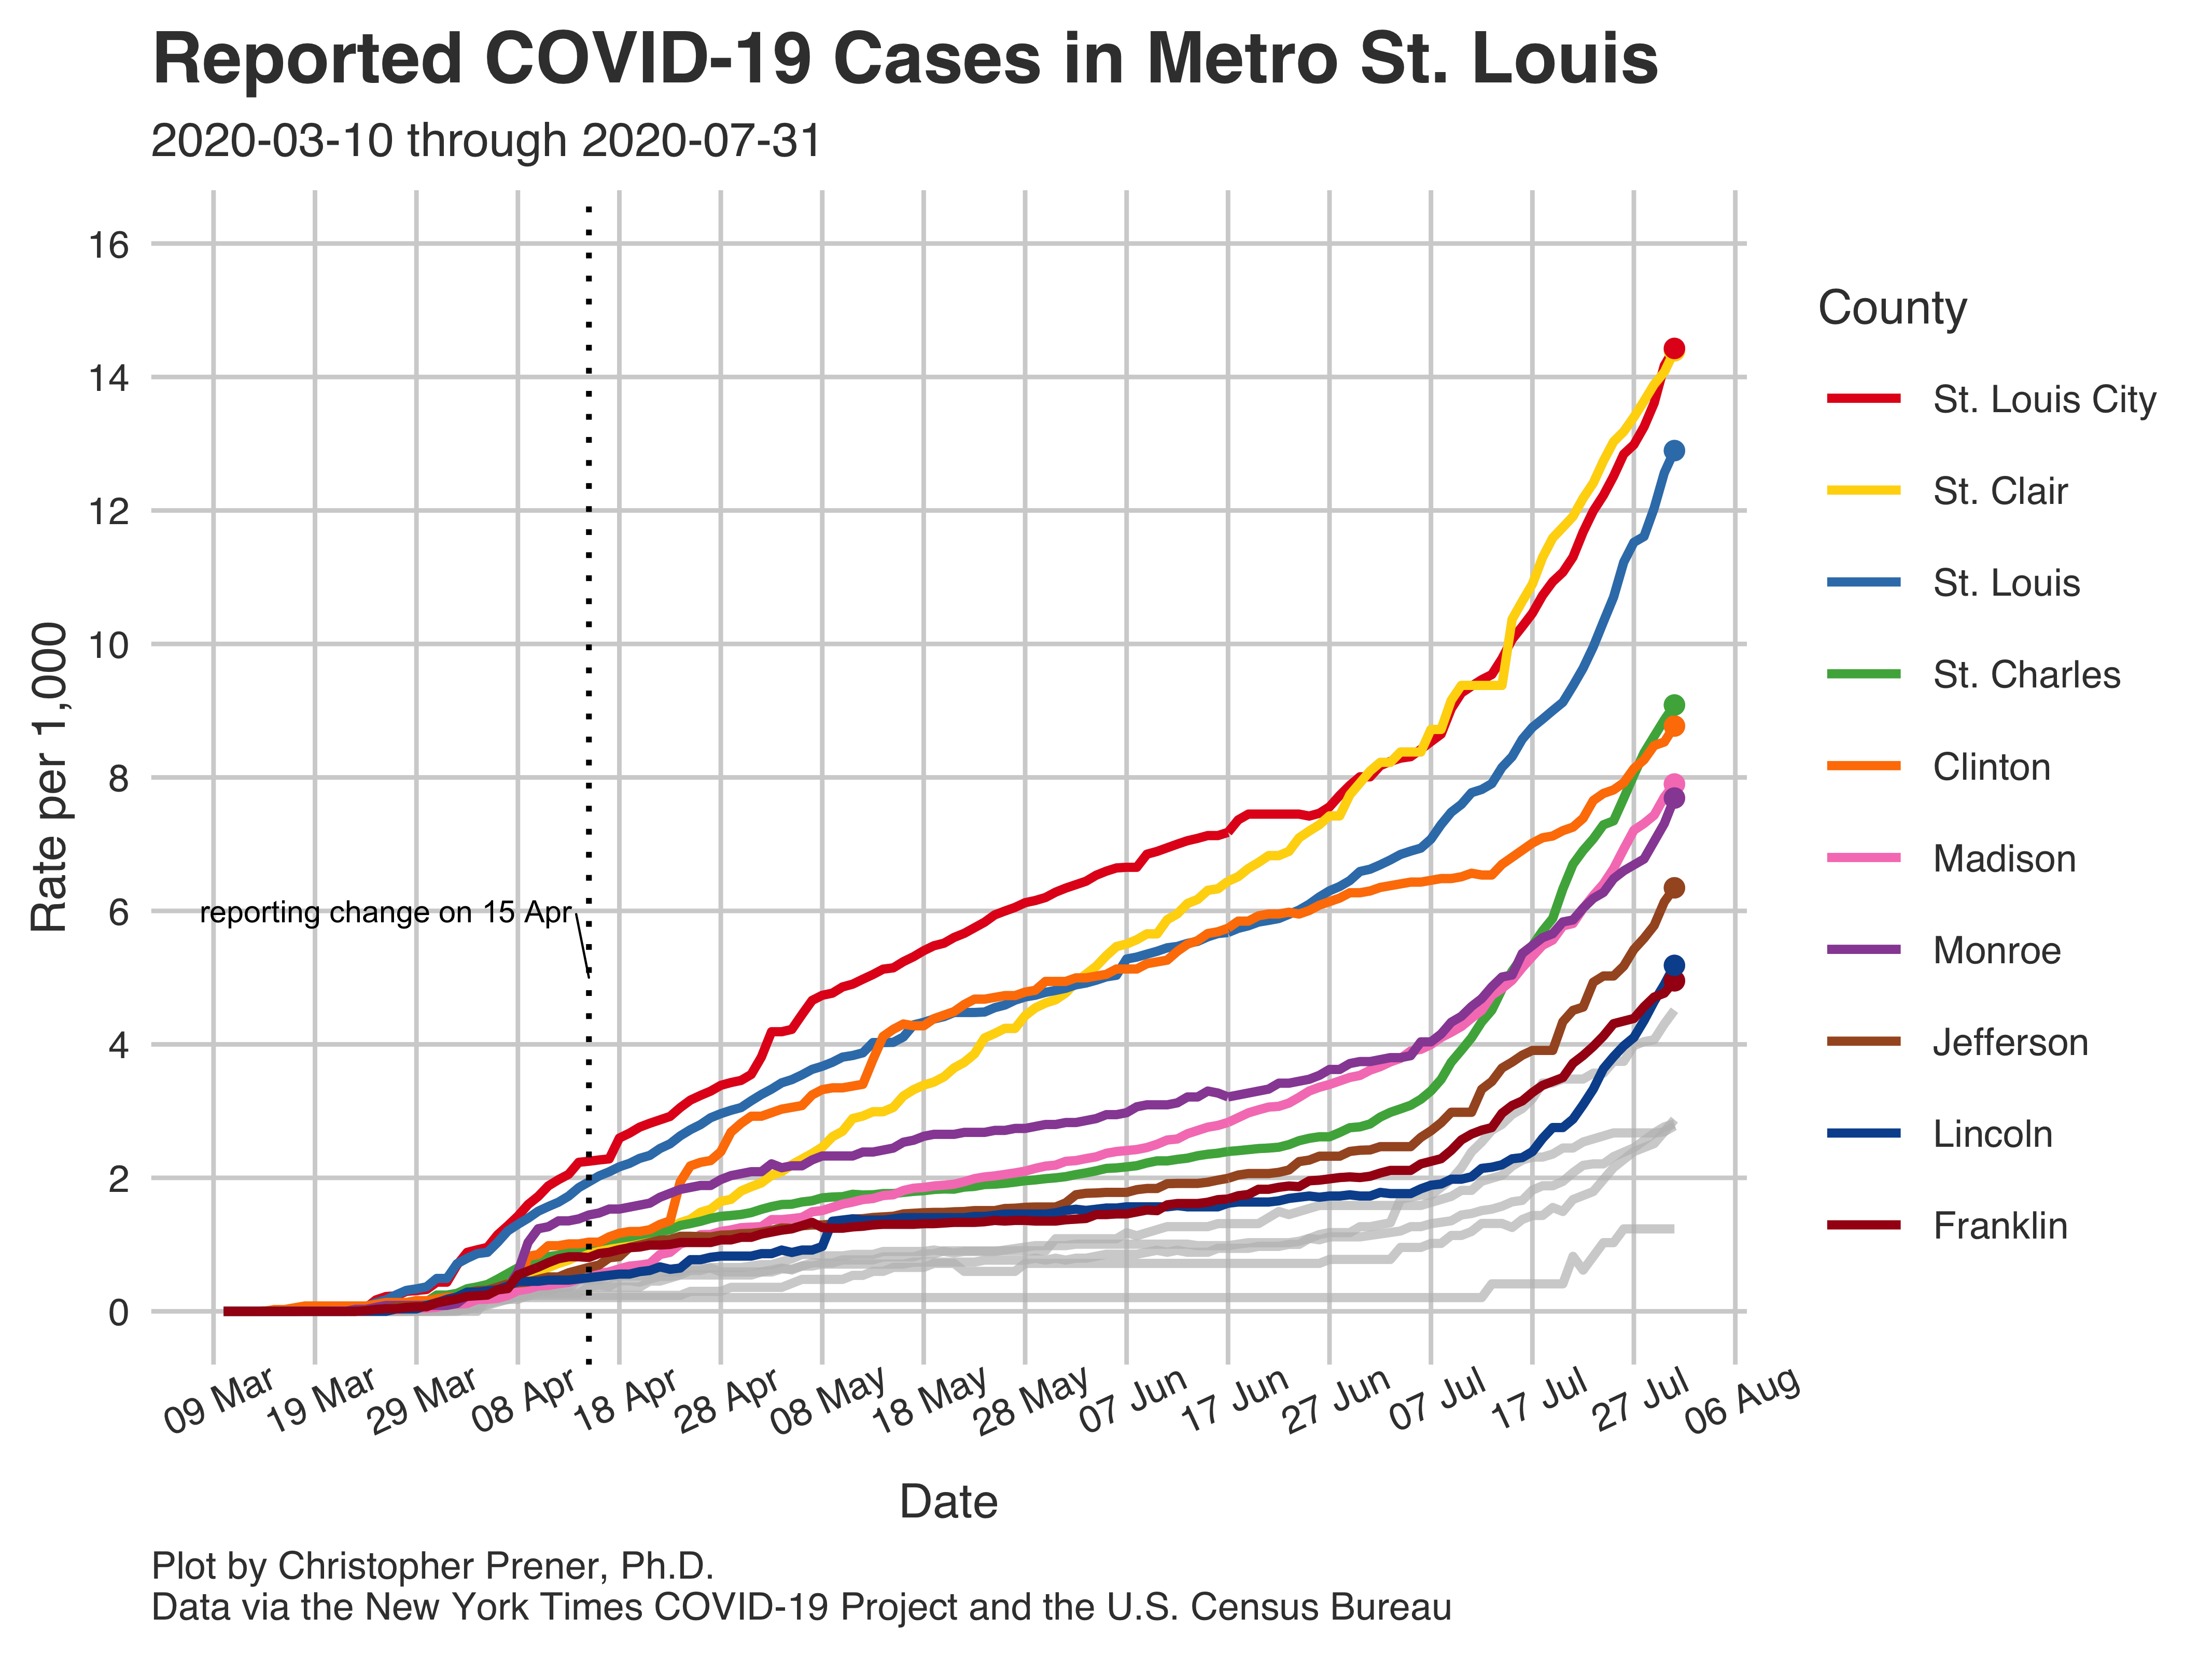 Reported COVID-19 Cases in Metro St. Louis
2020-03-10 through 2020-07-31
16
14
12
10
8
6
4
2
0
Rate per 1,000
reporting change on 15 Apr
09 Mar
19 Mar
29 Mar
08 Apr
18 Apr
28 Apr
08 May
18 May
28 May
07 Jun
17 Jun
27 Jun
07 Jul
17 Jul
27 Jul
06 Aug
Date
County
St. Louis City
St. Clair
St. Louis
St. Charles
Clinton
Madison
Monroe
Jefferson
Lincoln
Franklin
Plot by Christopher Prener, Ph.D.
Data via the New York Times COVID-19 Project and the U.S. Census Bureau